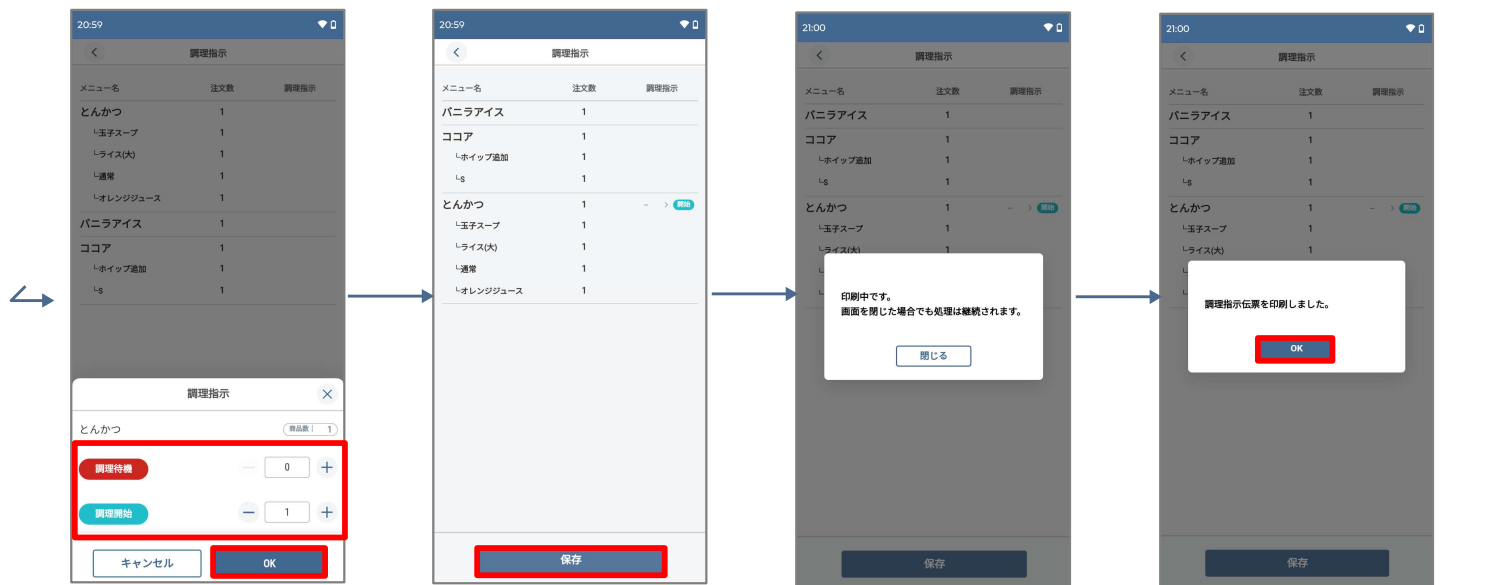 20:59
調理指示
メニュー名 注文数 調理指示
とんかつ 1
└玉子スープ 1
└ライス(大) 1
└通常 1
└オレンジジュース 1
バニラアイス 1
ココア 1
└ホイップ追加 1
└S 1
調理指示
とんかつ 商品数 1
調理待機 0
調理開始 1
キャンセル OK
20:59
調理指示
メニュー名 注文数 調理指示
バニラアイス 1
ココア 1
└ホイップ追加 1
└S 1
とんかつ 1 - > 開始
└玉子スープ 1
└ライス(大) 1
└通常 1
└オレンジジュース 1
保存
21:00
調理指示
メニュー名 注文数 調理指示
バニラアイス 1
ココア 1
└ホイップ追加 1
└S 1
とんかつ 1 - > 開始
└玉子スープ 1
└ライス(大) 1
印刷中です。
画面を閉じた場合でも処理は継続されます。
閉じる
保存
21:00
調理指示
メニュー名 注文数 調理指示
バニラアイス 1
ココア 1
└ホイップ追加 1
└S 1
とんかつ 1 - > 開始
└玉子スープ 1
└ライス(大) 1
調理指示伝票を印刷しました。
OK
保存